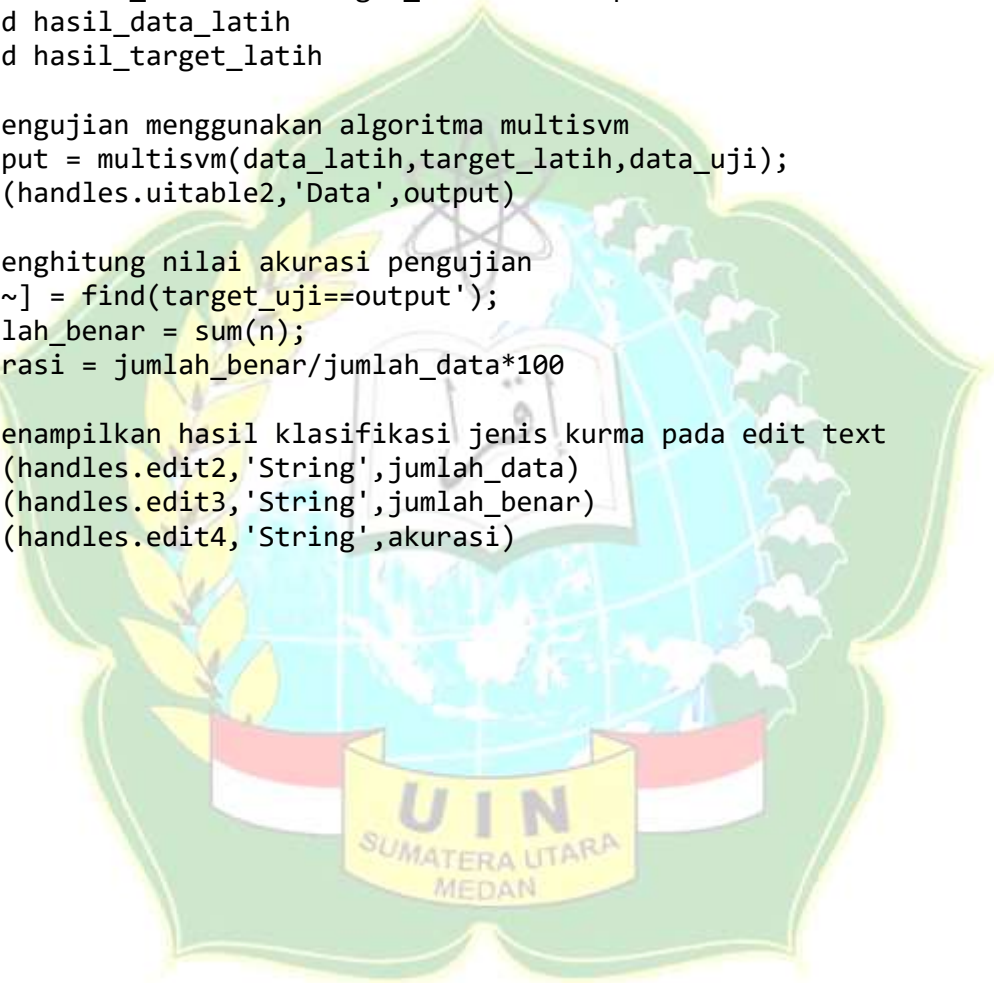 d hasil_data_latih
d hasil_target_latih
engujian menggunakan algoritma multisvm
put = multisvm(data_latih,target_latih,data_uji);
(handles.uitable2,'Data',output)
enghitung nilai akurasi pengujian
~] = find(target_uji==output');
lah_benar = sum(n);
rasi = jumlah_benar/jumlah_data*100
enampilkan hasil klasifikasi jenis kurma pada edit text
(handles.edit2,'String',jumlah_data)
(handles.edit3,'String',jumlah_benar)
(handles.edit4,'String',akurasi)
UIN
SUMATERA UTARA
MEDAN